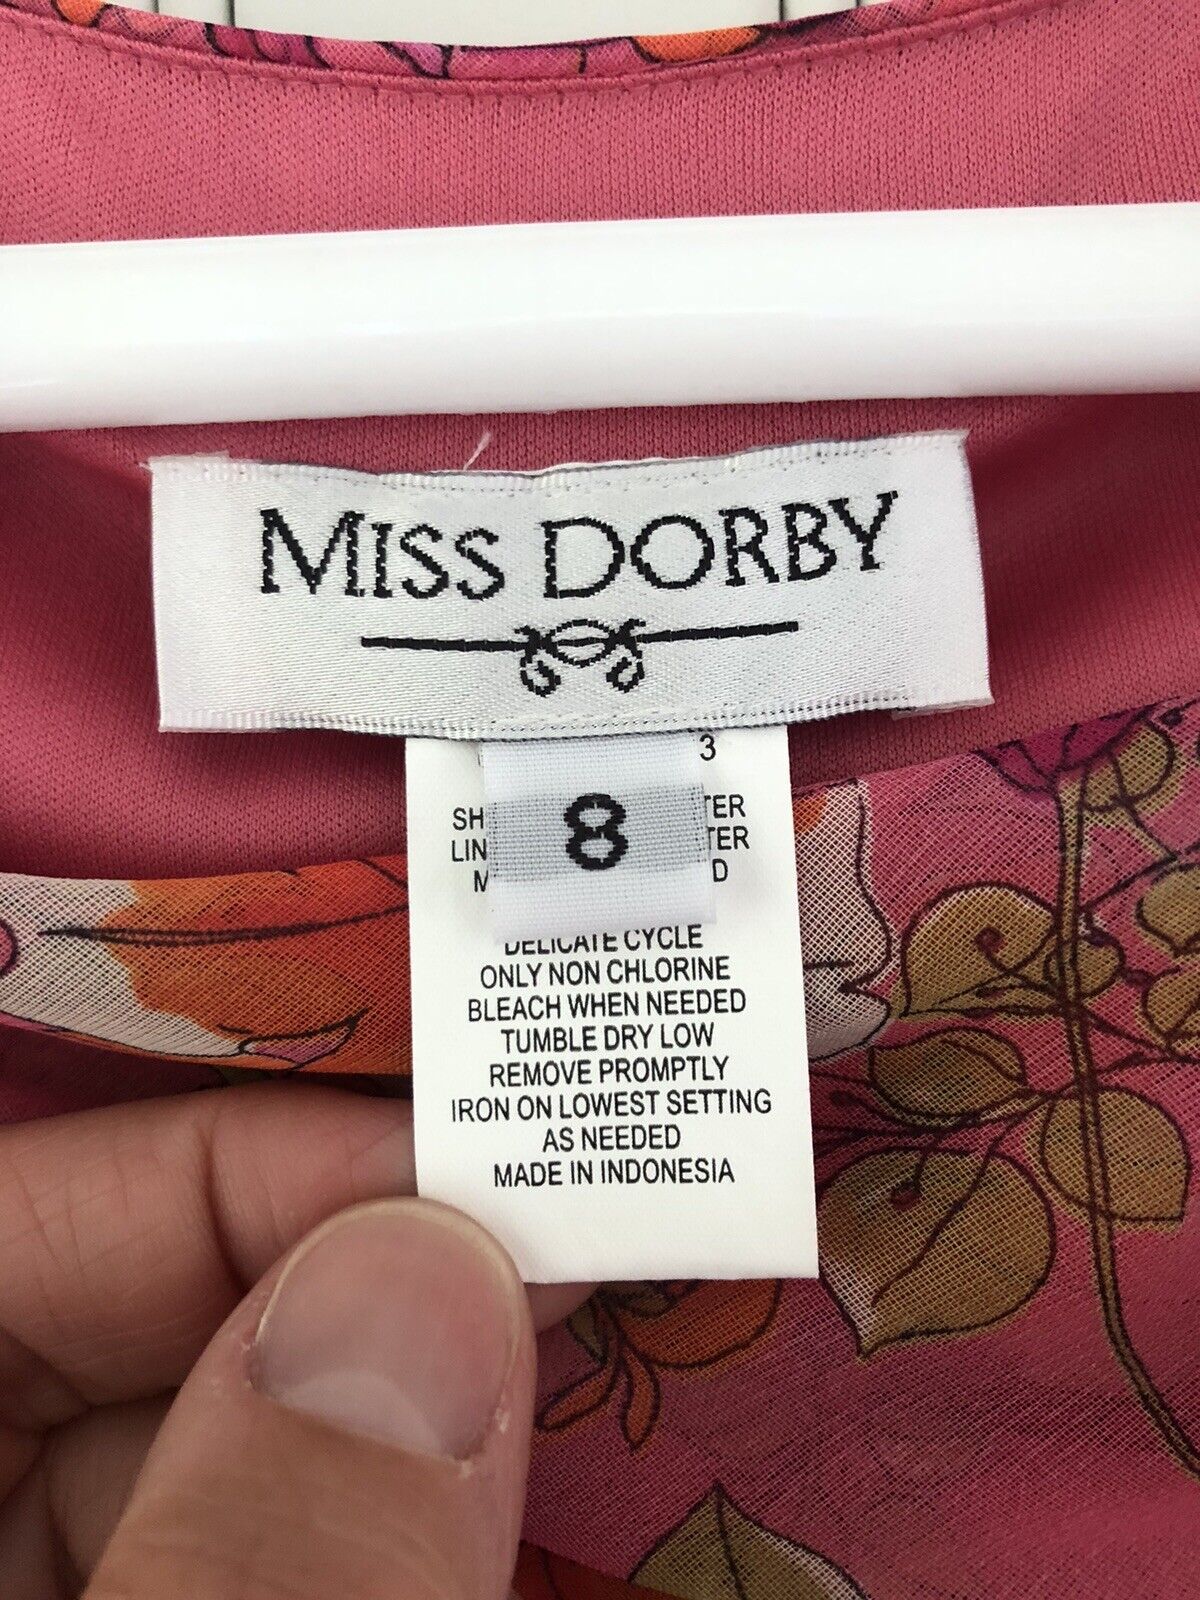 MISS DORBY
3
8
DELICATE CYCLE
ONLY NON CHLORINE
BLEACH WHEN NEEDED
TUMBLE DRY LOW
REMOVE PROMPTLY
IRON ON LOWEST SETTING
AS NEEDED
MADE IN INDONESIA